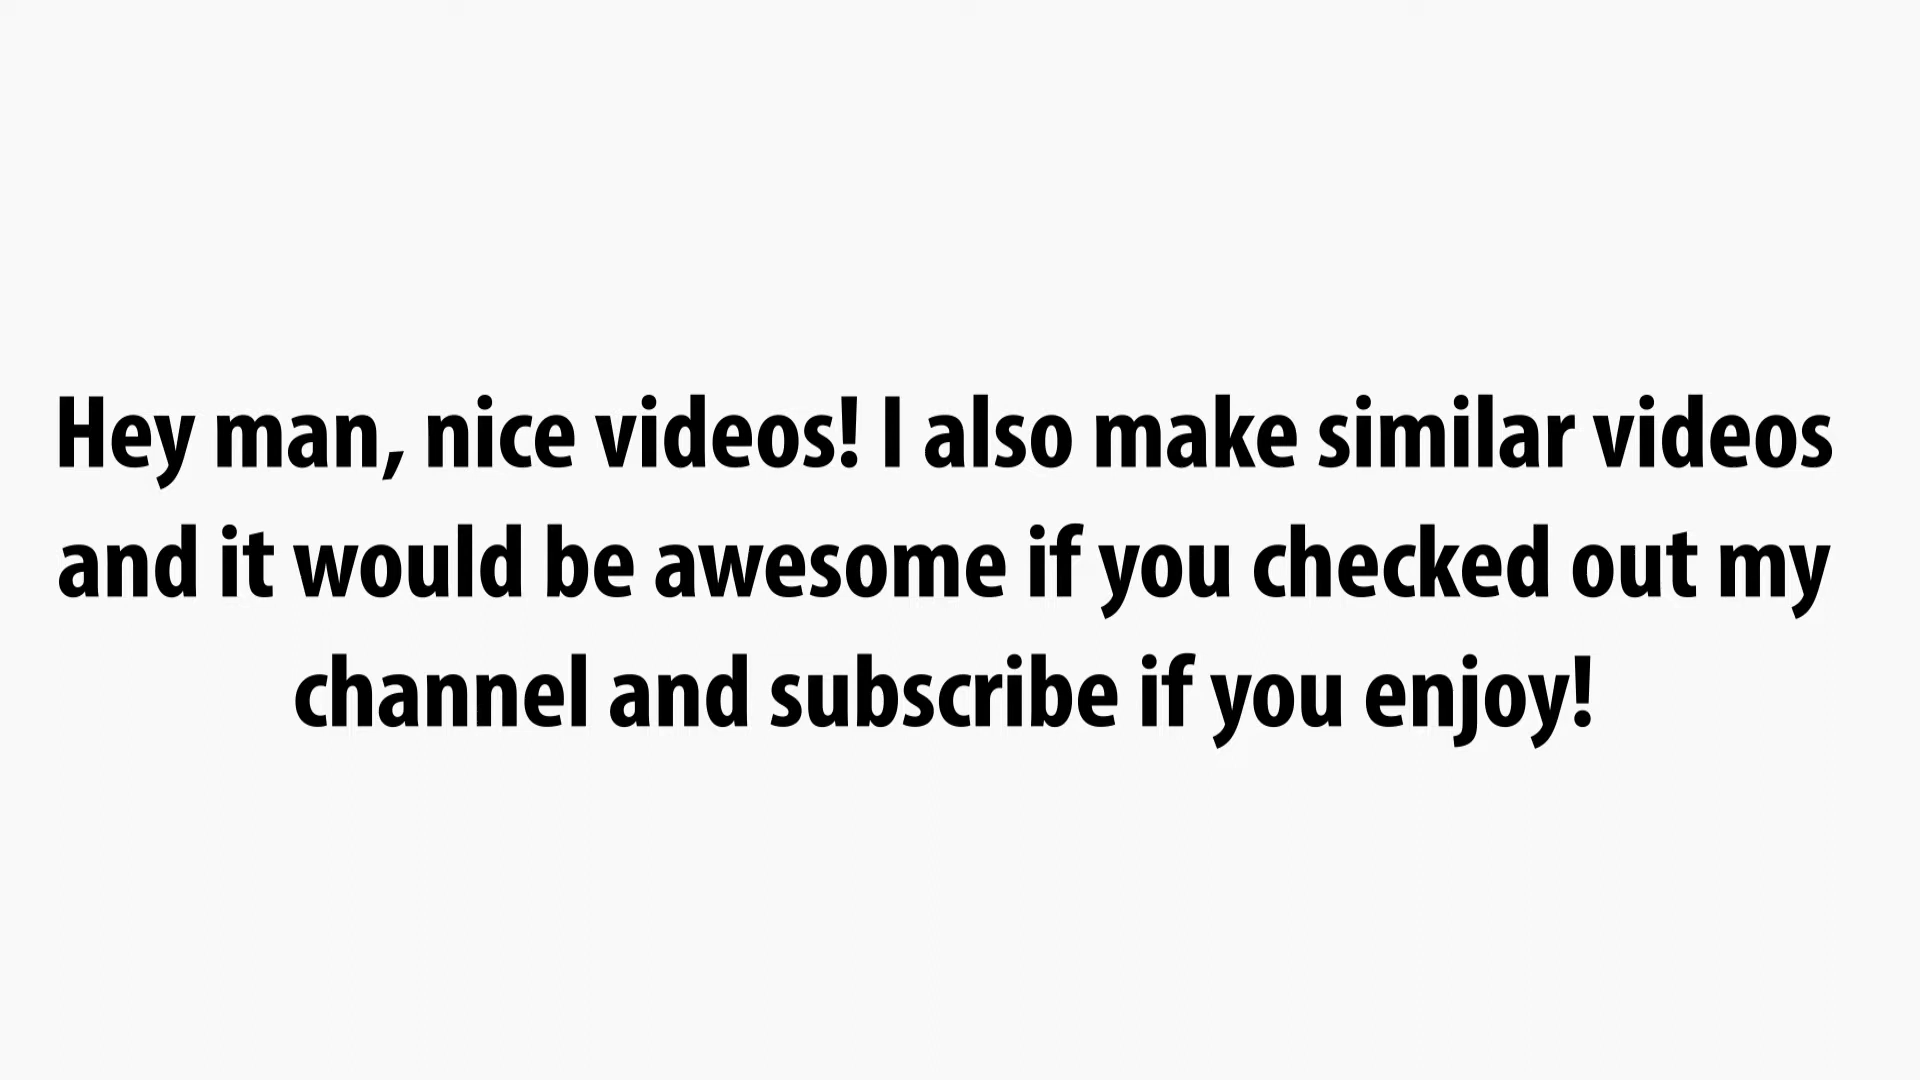 Hey man, nice videos! I also make similar videos
and it would be awesome if you checked out my
channel and subscribe if you enjoy!